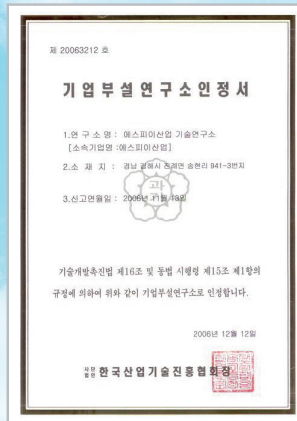 제 20063212 호
기업부설연구소인정서
1.연 구 소 명 : 에스피이산업 기술연구소
[소속기업명 :에스피이산업]
2.소 재 지 : 경남 김해시 진례면 송현리 941-3번지
3.신고연월일 : 2006년 11월 13일
기술개발촉진법 제16조 및 동법 시행령 제15조 제1항의
규정에 의하여 위와 같이 기업부설연구소로 인정합니다.
2006년 12월 12일
사단법인 한국산업기술진흥협회장